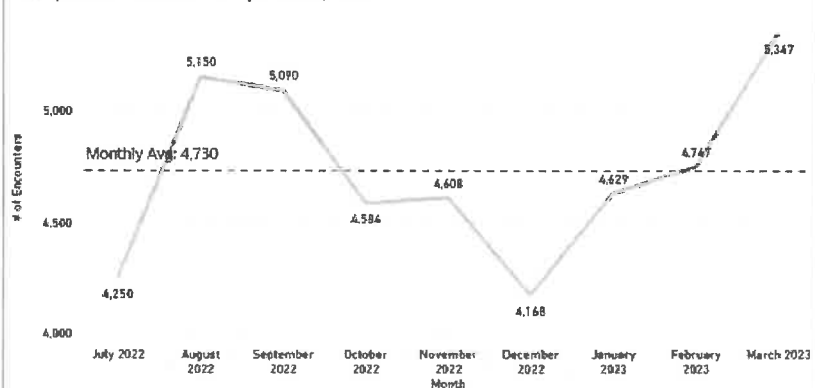 5,347
5,150
5,090
5,000
Monthly Avg: 4,730
4,747
4,629
4,608
4,584
# of Encounters
4,500
4,250
4,168
4,000
July 2022
August
2022
September
2022
October
2022
November
2022
December
2022
January
2023
February
2023
March 2023
Month